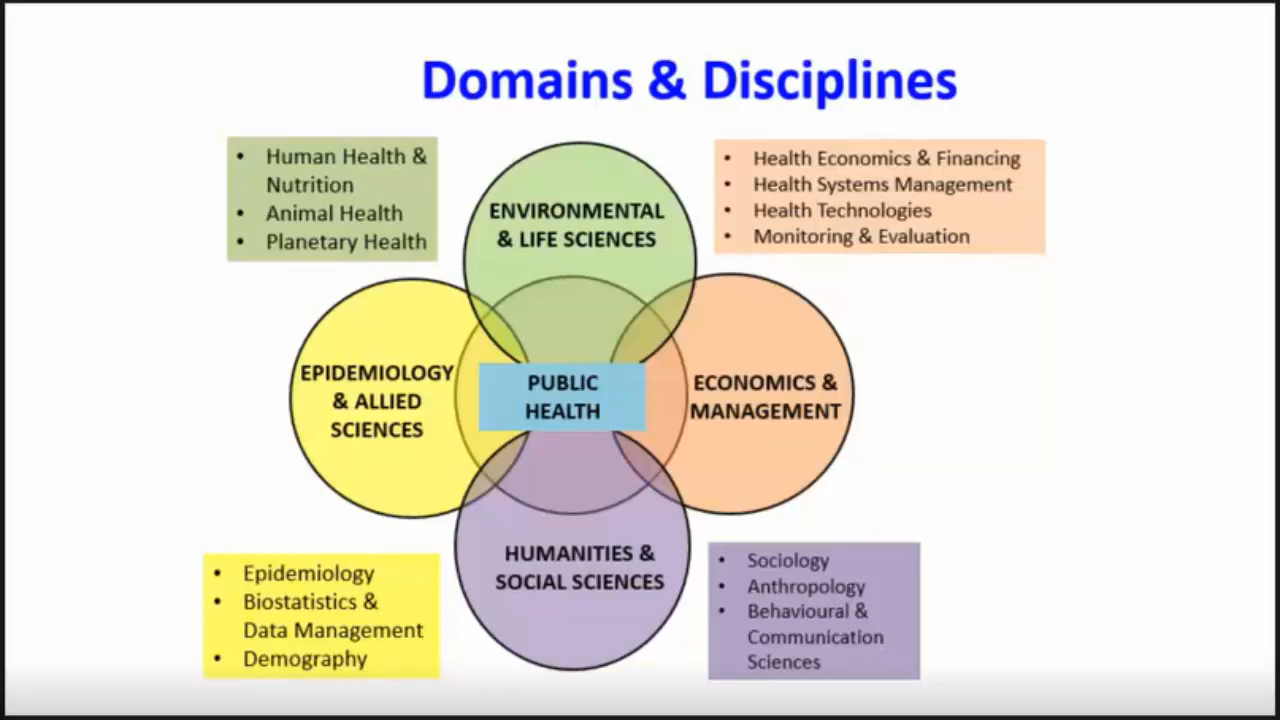 Domains & Disciplines
• Human Health &
Nutrition
• Animal Health
• Planetary Health
• Health Economics & Financing
• Health Systems Management
• Health Technologies
• Monitoring & Evaluation
ENVIRONMENTAL
& LIFE SCIENCES
EPIDEMIOLOGY
& ALLIED
SCIENCES
PUBLIC
HEALTH
ECONOMICS &
MANAGEMENT
HUMANITIES &
SOCIAL SCIENCES
• Epidemiology
• Biostatistics &
Data Management
• Demography
• Sociology
• Anthropology
• Behavioural &
Communication
Sciences